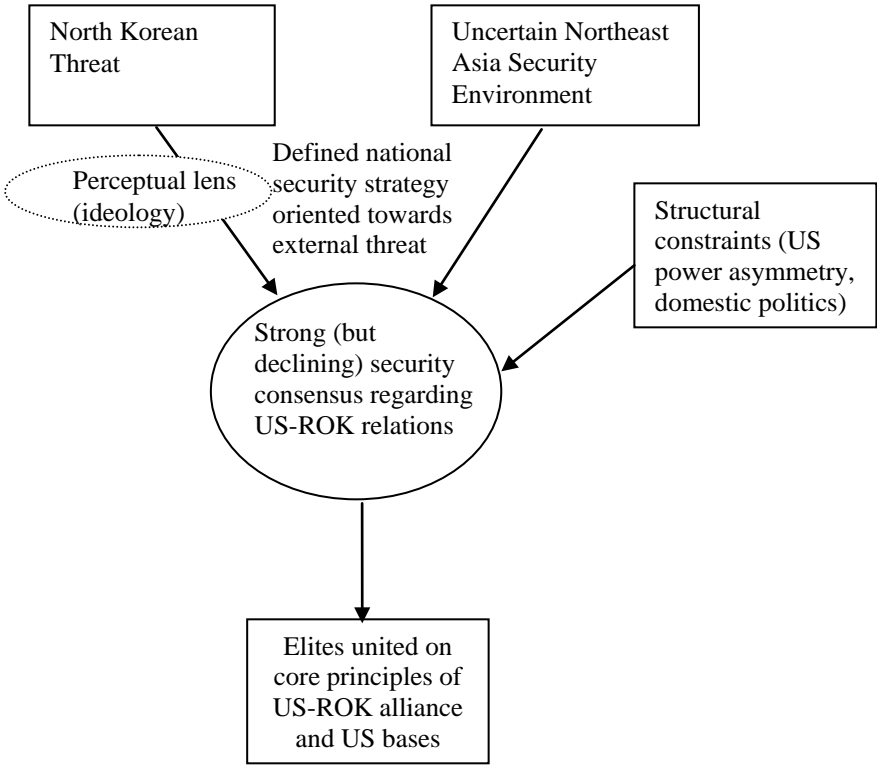 North Korean
Threat
Uncertain Northeast
Asia Security
Environment
Perceptual lens
(ideology)
Defined national
security strategy
oriented towards
external threat
Structural
constraints (US
power asymmetry,
domestic politics)
Strong (but
declining) security
consensus regarding
US-ROK relations
Elites united on
core principles of
US-ROK alliance
and US bases